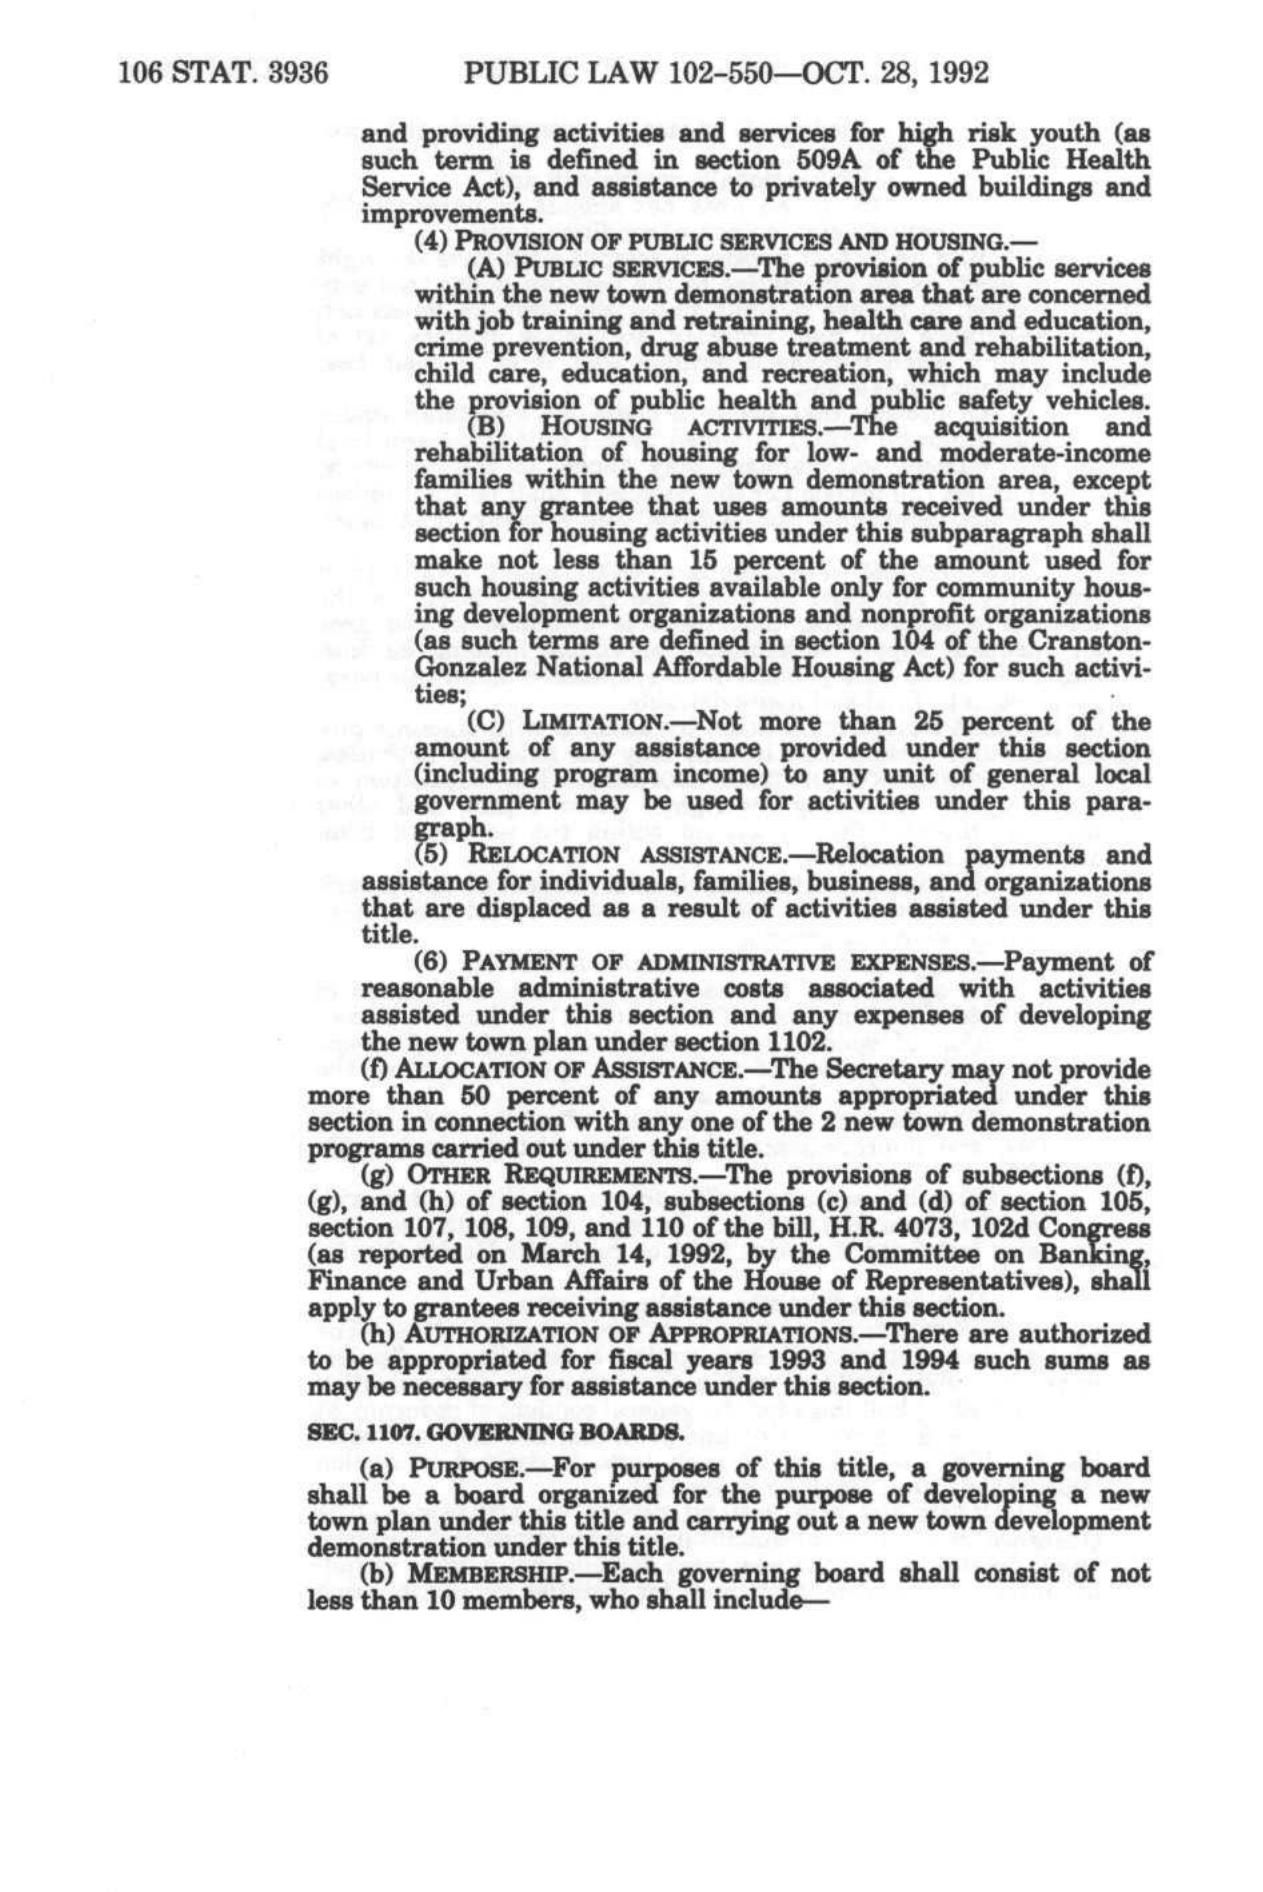 106 STAT. 3936 PUBLIC LAW 102-550—OCT. 28, 1992
and providing activities and services for high risk youth (as
such term is defined in section 509A of the Public Health
Service Act), and assistance to privately owned buildings and
improvements.
(4) PROVISION OF PUBLIC SERVICES AND HOUSING.—
(A) PUBLIC SERVICES.—The provision of public services
within the new town demonstration area that are concerned
with job training and retraining, health care and education,
crime prevention, drug abuse treatment and rehabilitation,
child care, education, and recreation, which may include
the provision of public health and public safety vehicles.
(B) HOUSING ACTIVITIES.—The acquisition and
rehabilitation of housing for low- and moderate-income
families within the new town demonstration area, except
that any grantee that uses amounts received under this
section for housing activities under this subparagraph shall
make not less than 15 percent of the amount used for
such housing activities available only for community hous-
ing development organizations and nonprofit organizations
(as such terms are defined in section 104 of the Cranston-
Gonzalez National Affordable Housing Act) for such activi-
ties;
(C) LIMITATION.—Not more than 25 percent of the
amount of any assistance provided under this section
(including program income) to any unit of general local
government may be used for activities under this para-
graph.
(5) RELOCATION ASSISTANCE.—Relocation payments and
assistance for individuals, families, business, and organizations
that are displaced as a result of activities assisted under this
title.
(6) PAYMENT OF ADMINISTRATIVE EXPENSES.—Payment of
reasonable administrative costs associated with activities
assisted under this section and any expenses of developing
the new town plan under section 1102.
(f) ALLOCATION OF ASSISTANCE.—The Secretary may not provide
more than 50 percent of any amounts appropriated under this
section in connection with any one of the 2 new town demonstration
programs carried out under this title.
(g) OTHER REQUIREMENTS.—The provisions of subsections (f),
(g), and (h) of section 104, subsections (c) and (d) of section 105,
section 107, 108, 109, and 110 of the bill, H.R. 4073, 102d Congress
(as reported on March 14, 1992, by the Committee on Banking,
Finance and Urban Affairs of the House of Representatives), shall
apply to grantees receiving assistance under this section.
(h) AUTHORIZATION OF APPROPRIATIONS.—There are authorized
to be appropriated for fiscal years 1993 and 1994 such sums as
may be necessary for assistance under this section.
SEC. 1107. GOVERNING BOARDS.
(a) PURPOSE.—For purposes of this title, a governing board
shall be a board organized for the purpose of developing a new
town plan under this title and carrying out a new town development
demonstration under this title.
(b) MEMBERSHIP.—Each governing board shall consist of not
less than 10 members, who shall include—